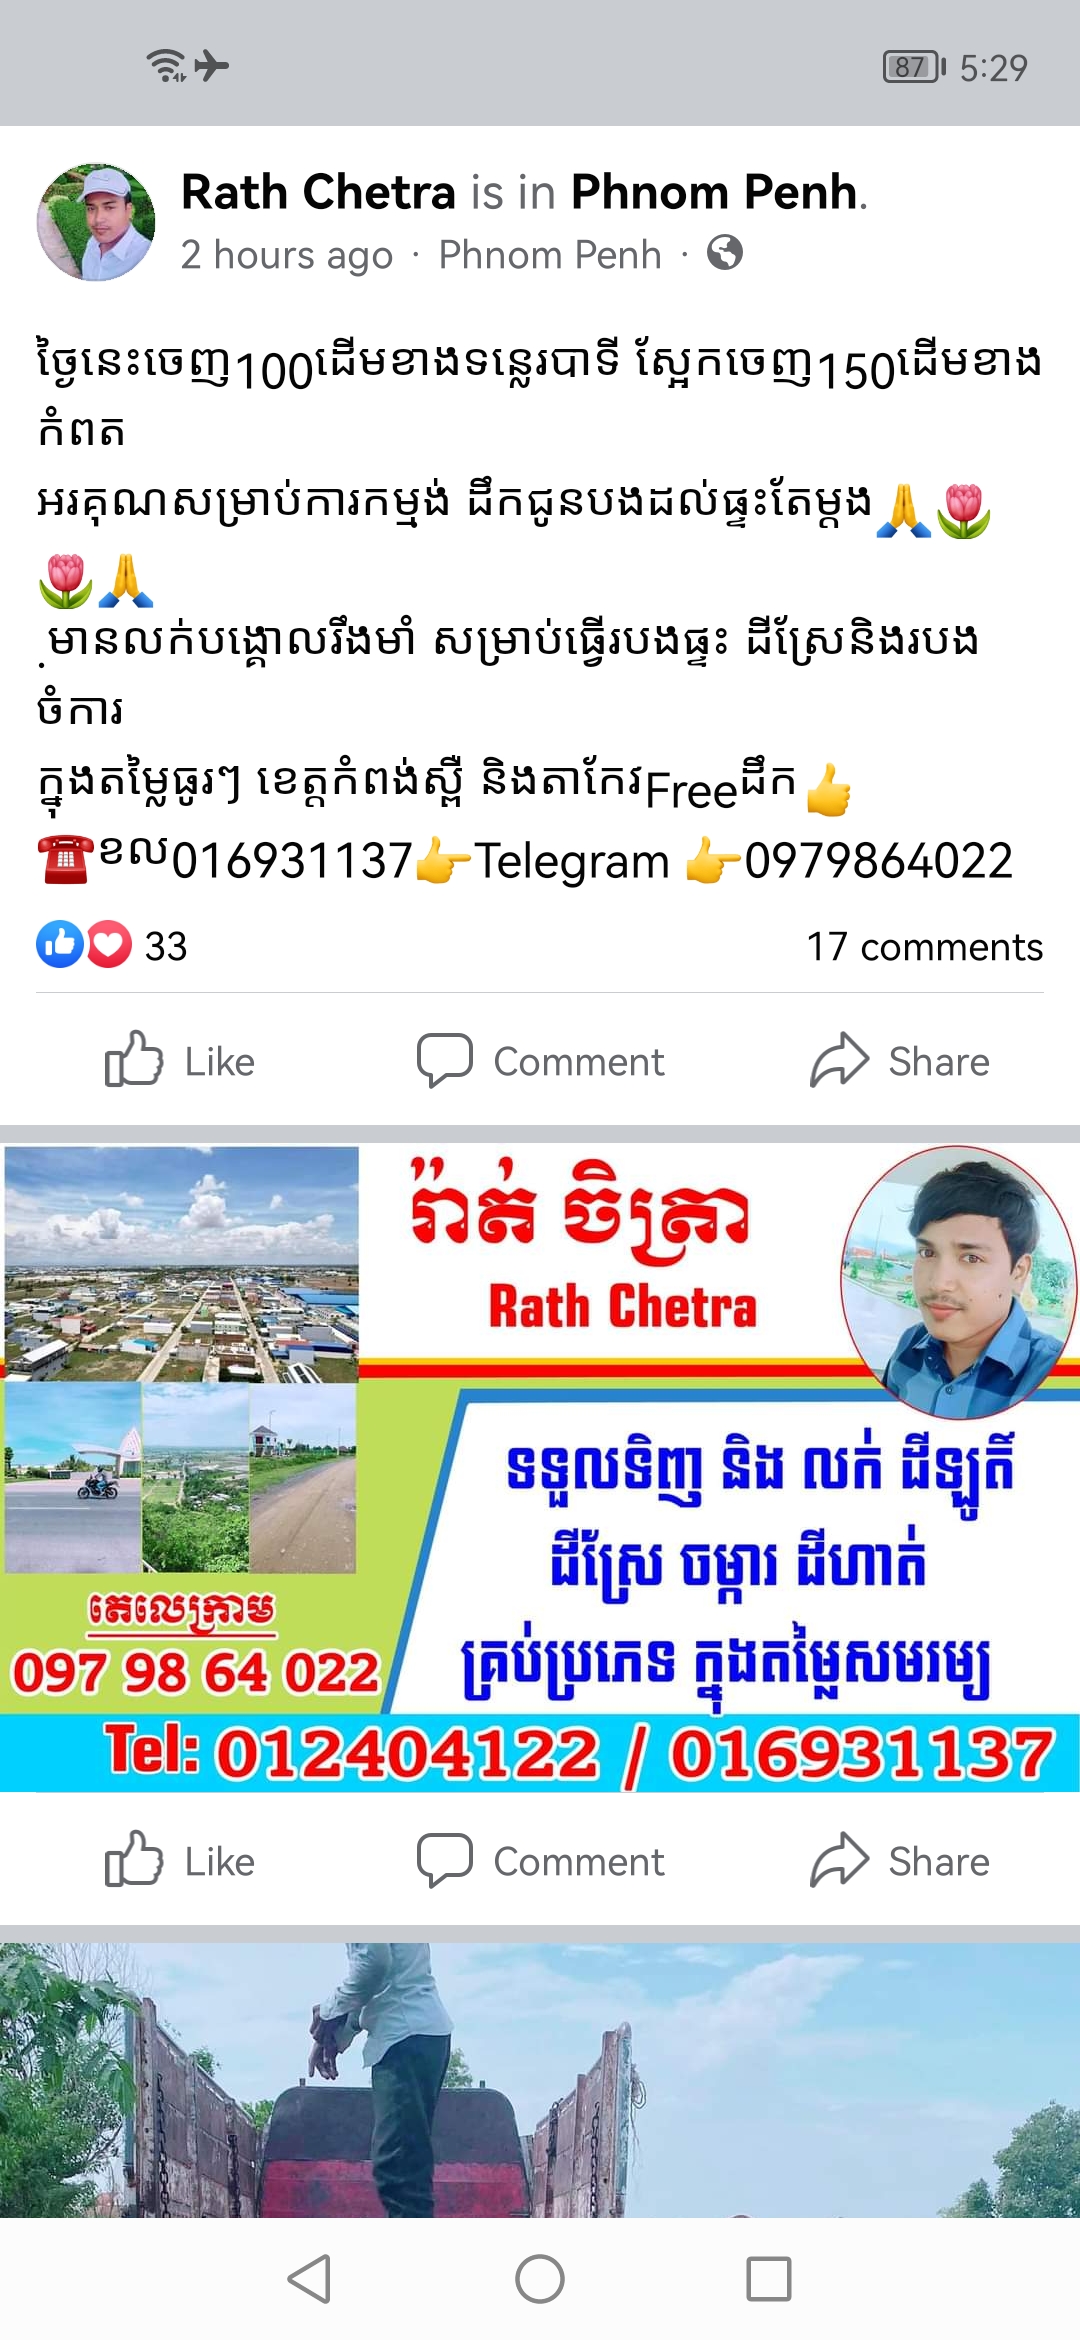 87 5:29
Rath Chetra is in Phnom Penh.
2 hours ago · Phnom Penh ·
ថ្ងៃនេះចេញ100ដើមខាងទន្លេរបាទី ស្អែកចេញ150ដើមខាង
កំពត
អរគុណសម្រាប់ការកម្មង់ ដឹកជូនបងដល់ផ្ទះតែម្តង🙏🌷
🌷🙏
.មានលក់បង្គោលរឹងមាំ សម្រាប់ធ្វើរបងផ្ទះ ដីស្រែនិងរបង
ចំការ
ក្នុងតម្លៃធូរៗ ខេត្តកំពង់ស្ពឺ និងតាកែវFreeដឹក👍
☎️ខល016931137👉Telegram 👉0979864022
33 17 comments
Like Comment Share
រ៉ាត់ ចិត្រា
Rath Chetra
ទទួលទិញ និង លក់ ដីឡូតិ៍
ដីស្រែ ចម្ការ ដីហាត់
គ្រប់ប្រភេទ ក្នុងតម្លៃសមរម្យ
តេលេក្រាម
097 98 64 022
Tel: 012404122 / 016931137
Like Comment Share